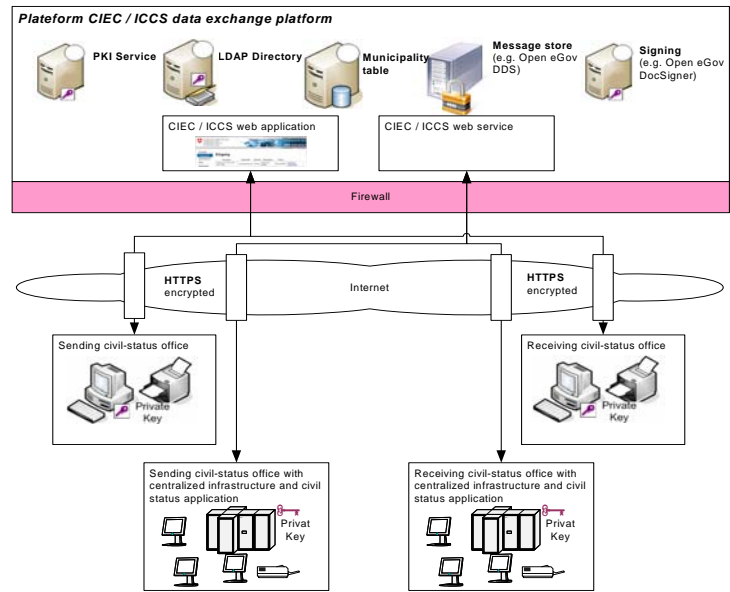 Plateform CIEC / ICCS data exchange platform
PKI Service
LDAP Directory
Municipality
table
Message store
(e.g. Open eGov
DDS)
Signing
(e.g. Open eGov
DocSigner)
CIEC / ICCS web application
CIEC / ICCS web service
Firewall
HTTPS
encrypted
Internet
HTTPS
encrypted
Sending civil-status office
Private
Key
Receiving civil-status office
Private
Key
Sending civil-status office with
centralized infrastructure and civil
status application
Privat
Key
Receiving civil-status office with
centralized infrastructure and civil
status application
Privat
Key